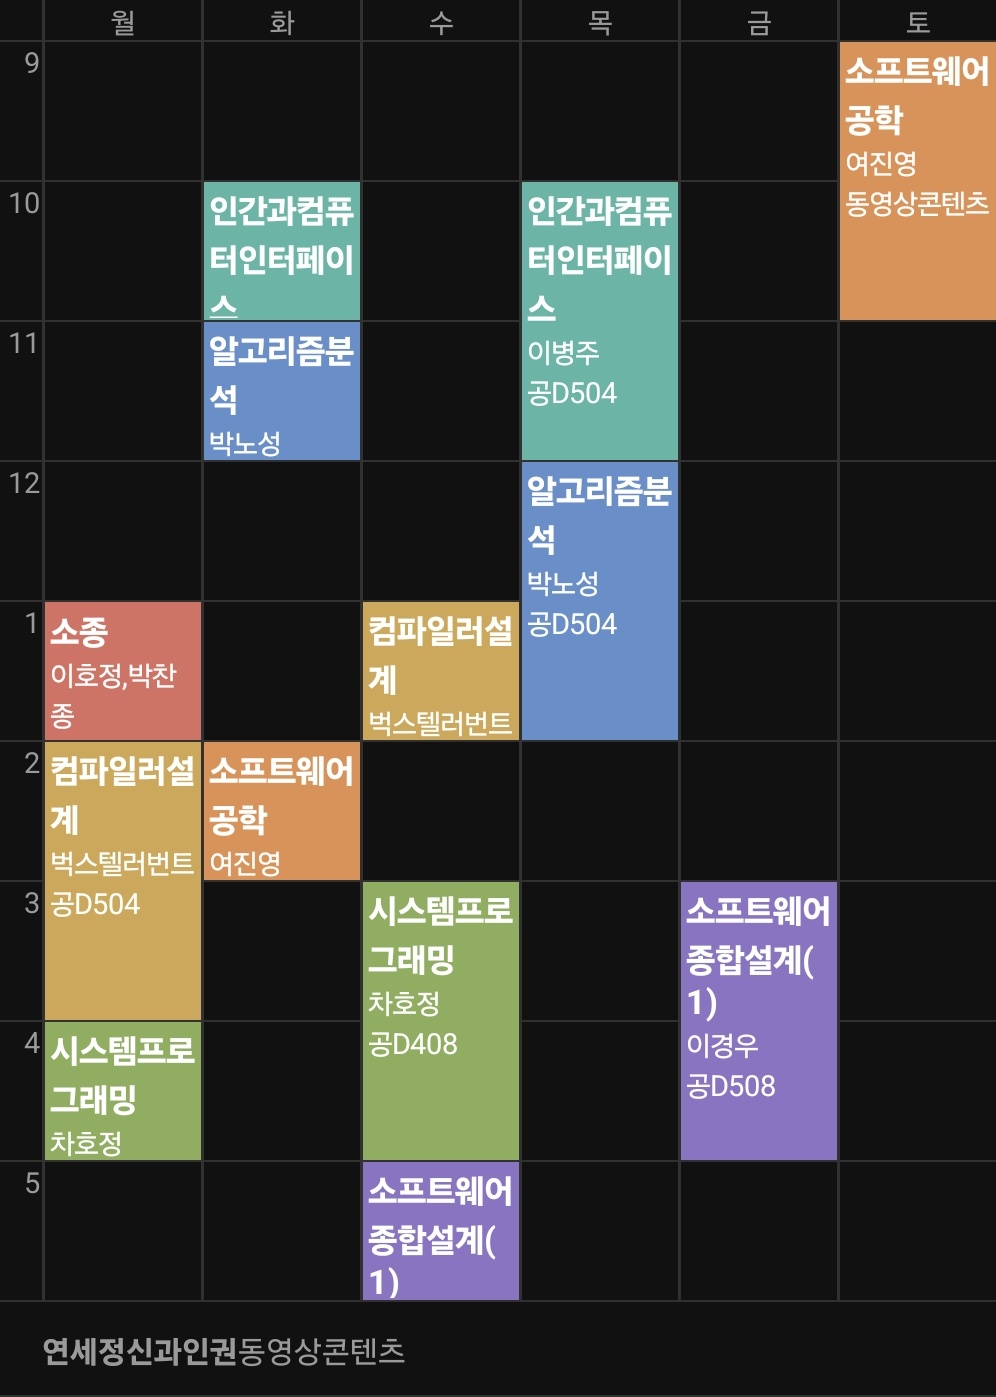 월 화 수 목 금 토
9
소프트웨어
공학
여진영
동영상콘텐츠
10
인간과컴퓨
터인터페이
스
인간과컴퓨
터인터페이
스
이병주
공D504
11
알고리즘분
석
박노성
12
알고리즘분
석
박노성
공D504
1
소종
이호정,박찬
종
컴파일러설
계
벅스텔러번트
2
컴파일러설
계
벅스텔러번트
공D504
소프트웨어
공학
여진영
3
시스템프로
그래밍
차호정
공D408
소프트웨어
종합설계(
1)
이경우
공D508
4
시스템프로
그래밍
차호정
5
소프트웨어
종합설계(
1)
연세정신과인권동영상콘텐츠